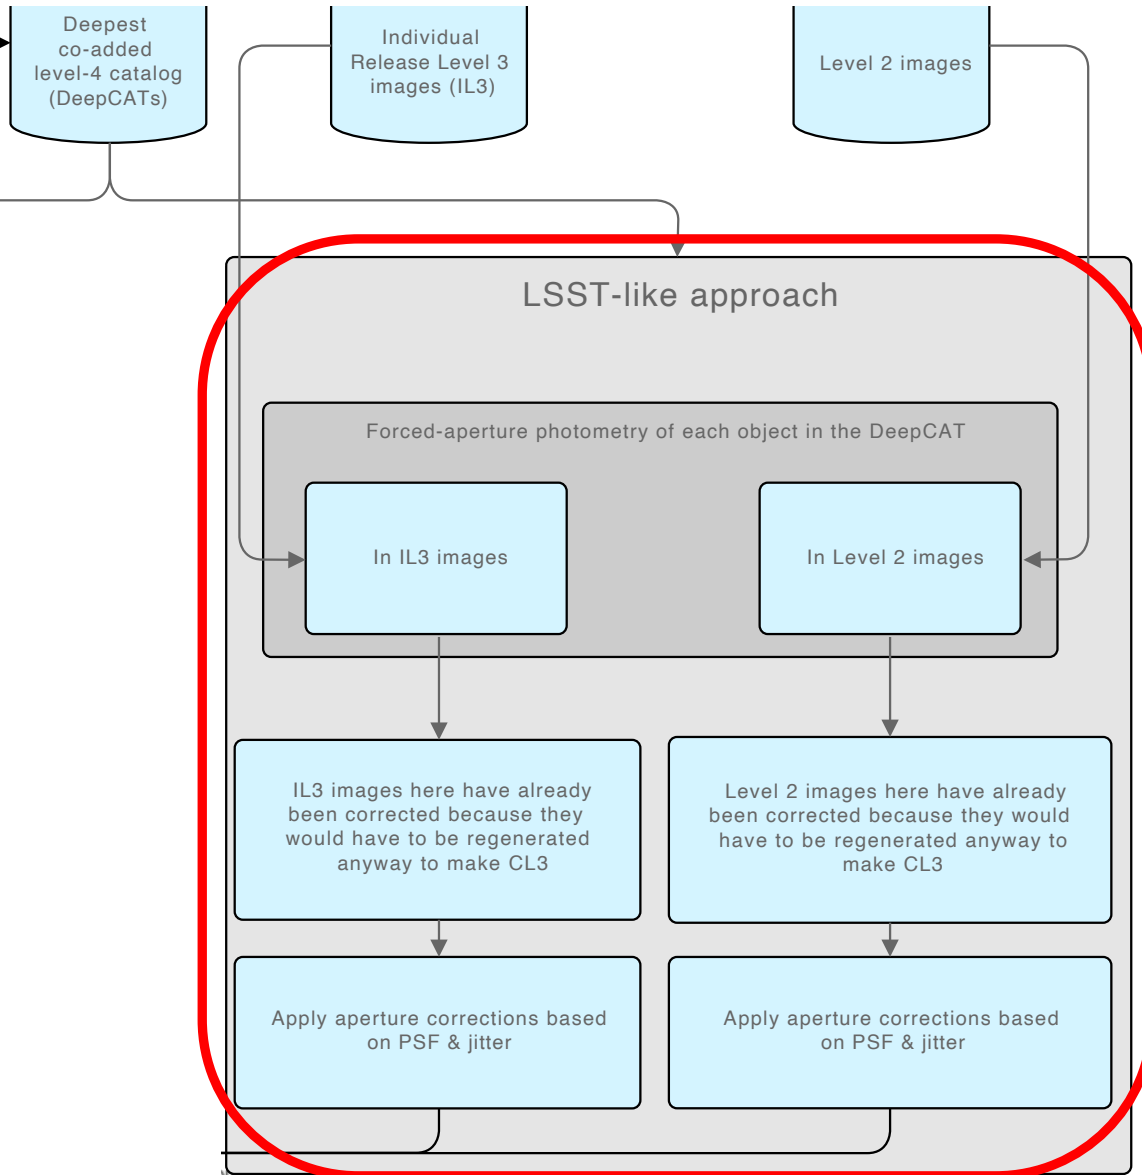 Deepest
co-added
level-4 catalog
(DeepCATs)
Individual
Release Level 3
images (IL3)
Level 2 images
LSST-like approach
Forced-aperture photometry of each object in the DeepCAT
In IL3 images
In Level 2 images
IL3 images here have already
been corrected because they
would have to be regenerated
anyway to make CL3
Level 2 images here have already
been corrected because they would
have to be regenerated anyway to
make CL3
Apply aperture corrections based
on PSF & jitter
Apply aperture corrections based
on PSF & jitter